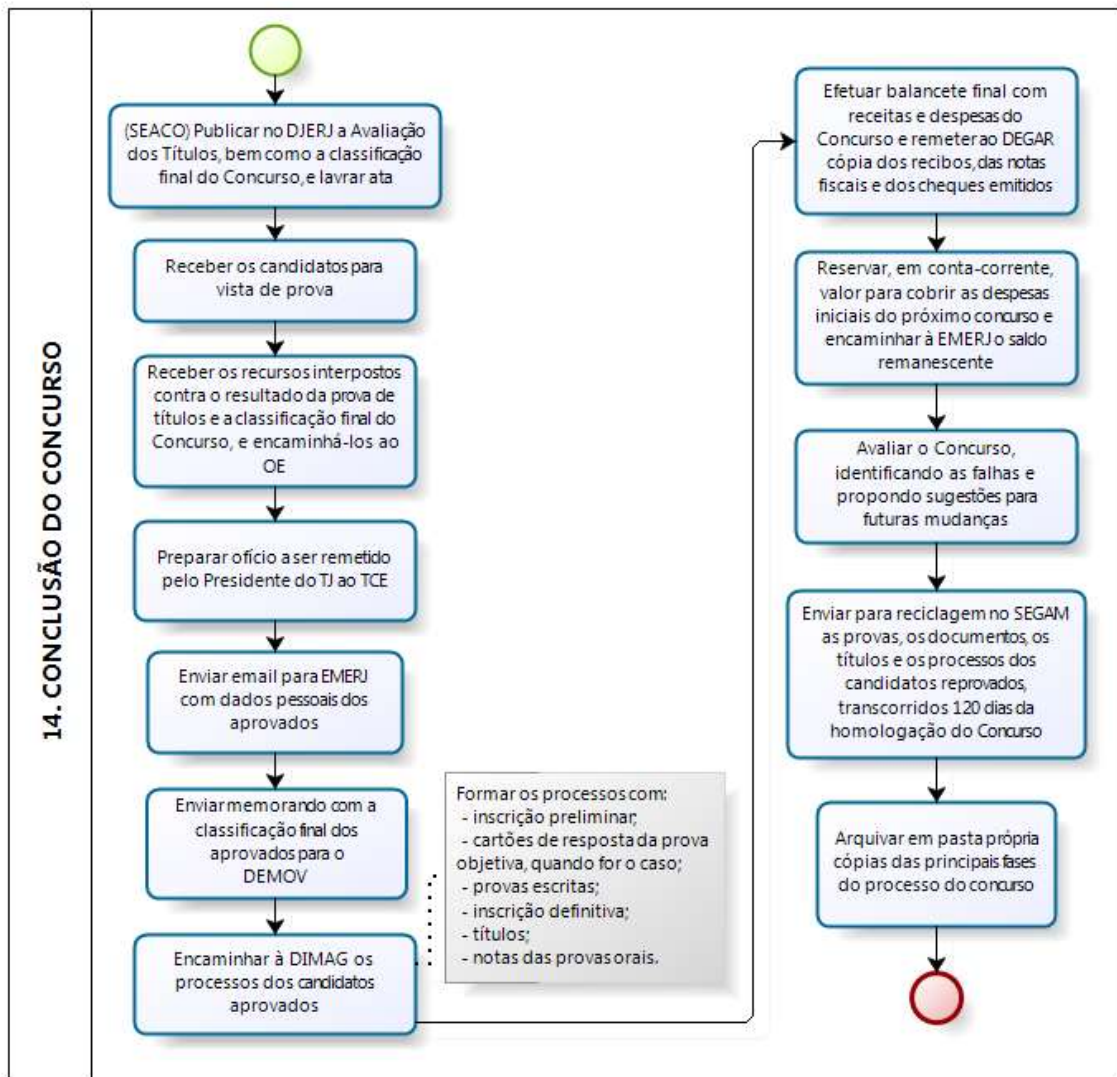 14. CONCLUSÃO DO CONCURSO
(SEACO) Publicar no DJERJ a Avaliação
dos Títulos, bem como a classificação
final do Concurso, e lavrar ata
Receber os candidatos para
vista de prova
Receber os recursos interpostos
contra o resultado da prova de
títulos e a classificação final do
Concurso, e encaminhá-los ao
OE
Preparar ofício a ser remetido
pelo Presidente do TJ ao TCE
Enviar email para EMERJ
com dados pessoais dos
aprovados
Enviar memorando com a
classificação final dos
aprovados para o
DEMOV
Encaminhar à DIMAG os
processos dos candidatos
aprovados
Formar os processos com:
- inscrição preliminar;
- cartões de resposta da prova
objetiva, quando for o caso;
- provas escritas;
- inscrição definitiva;
- títulos;
- notas das provas orais.
Efetuar balancete final com
receitas e despesas do
Concurso e remeter ao DEGAR
cópia dos recibos, das notas
fiscais e dos cheques emitidos
Reservar, em conta-corrente,
valor para cobrir as despesas
iniciais do próximo concurso e
encaminhar à EMERJ o saldo
remanescente
Avaliar o Concurso,
identificando as falhas e
propondo sugestões para
futuras mudanças
Enviar para reciclagem no SEGAM
as provas, os documentos, os
títulos e os processos dos
candidatos reprovados,
transcorridos 120 dias da
homologação do Concurso
Arquivar em pasta própria
cópias das principais fases
do processo do concurso